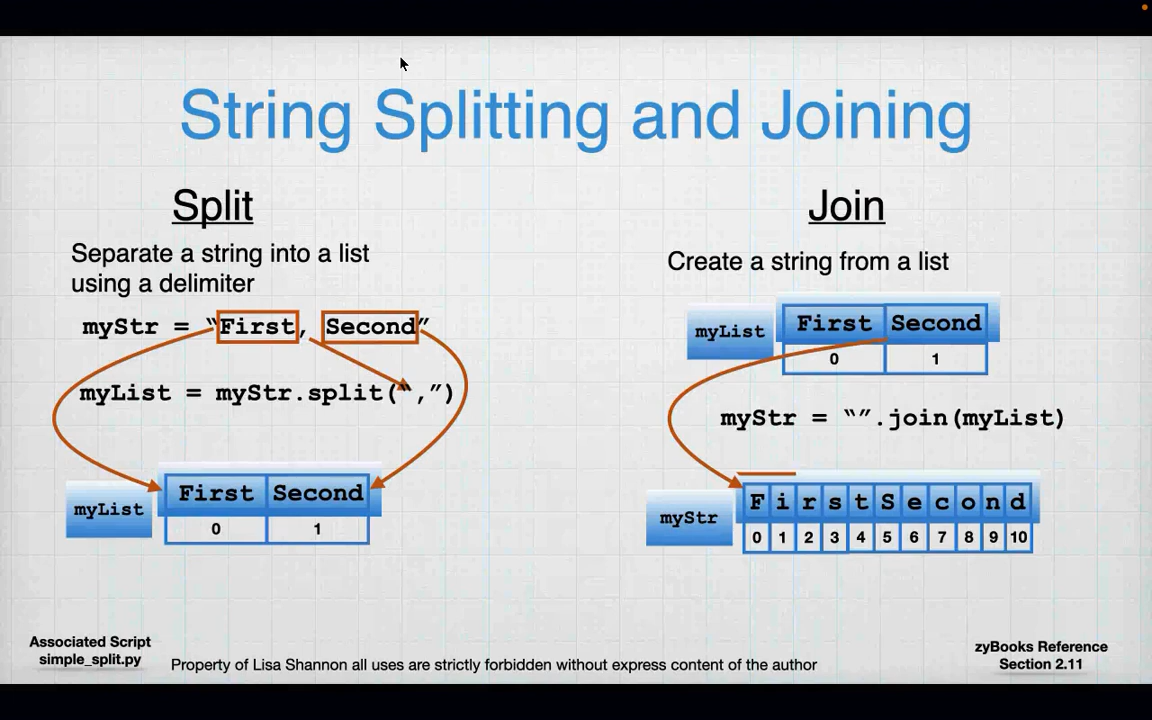 String Splitting and Joining
Split
Separate a string into a list
using a delimiter
myStr = “First, Second”
myList = myStr.split(“,”)
myList
First Second
0 1
Join
Create a string from a list
myList
First Second
0 1
myStr = “”.join(myList)
myStr
F i r s t S e c o n d
0 1 2 3 4 5 6 7 8 9 10
Associated Script
simple_split.py
Property of Lisa Shannon all uses are strictly forbidden without express content of the author
zyBooks Reference
Section 2.11